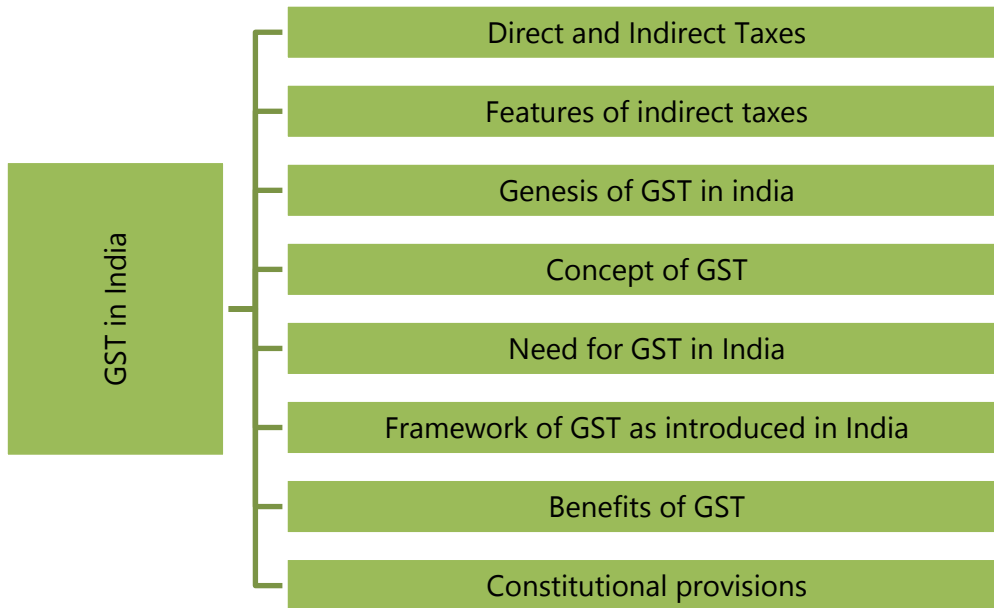 GST in India
Direct and Indirect Taxes
Features of indirect taxes
Genesis of GST in india
Concept of GST
Need for GST in India
Framework of GST as introduced in India
Benefits of GST
Constitutional provisions